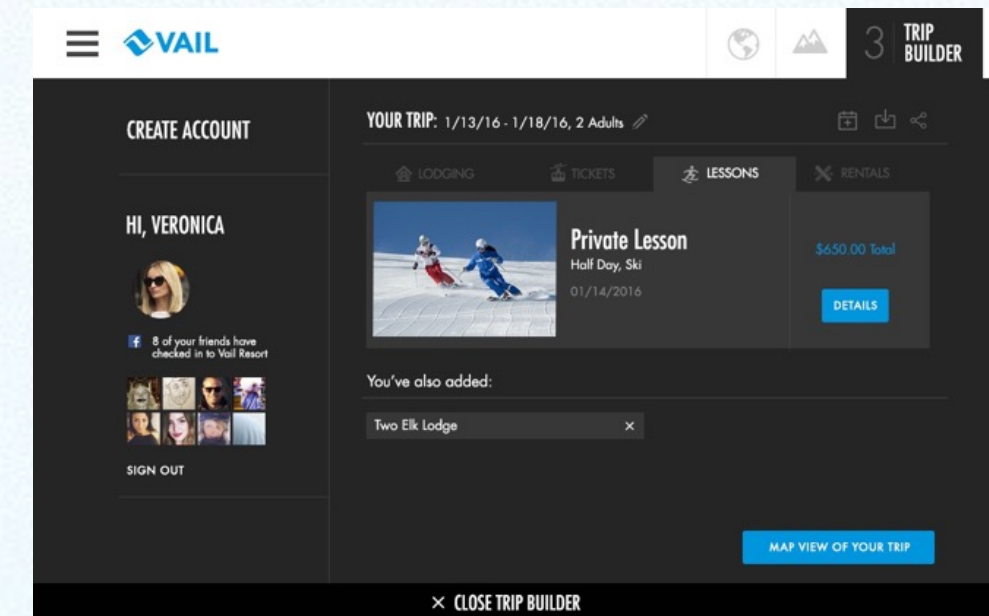 VAIL
3 TRIP
BUILDER
CREATE ACCOUNT
HI, VERONICA
f 8 of your friends have
checked in to Vail Resort
SIGN OUT
YOUR TRIP: 1/13/16 - 1/18/16, 2 Adults
LODGING TICKETS LESSONS RENTALS
Private Lesson
Half Day, Ski
01/14/2016
$650.00 Total
DETAILS
You've also added:
Two Elk Lodge ×
MAP VIEW OF YOUR TRIP
× CLOSE TRIP BUILDER